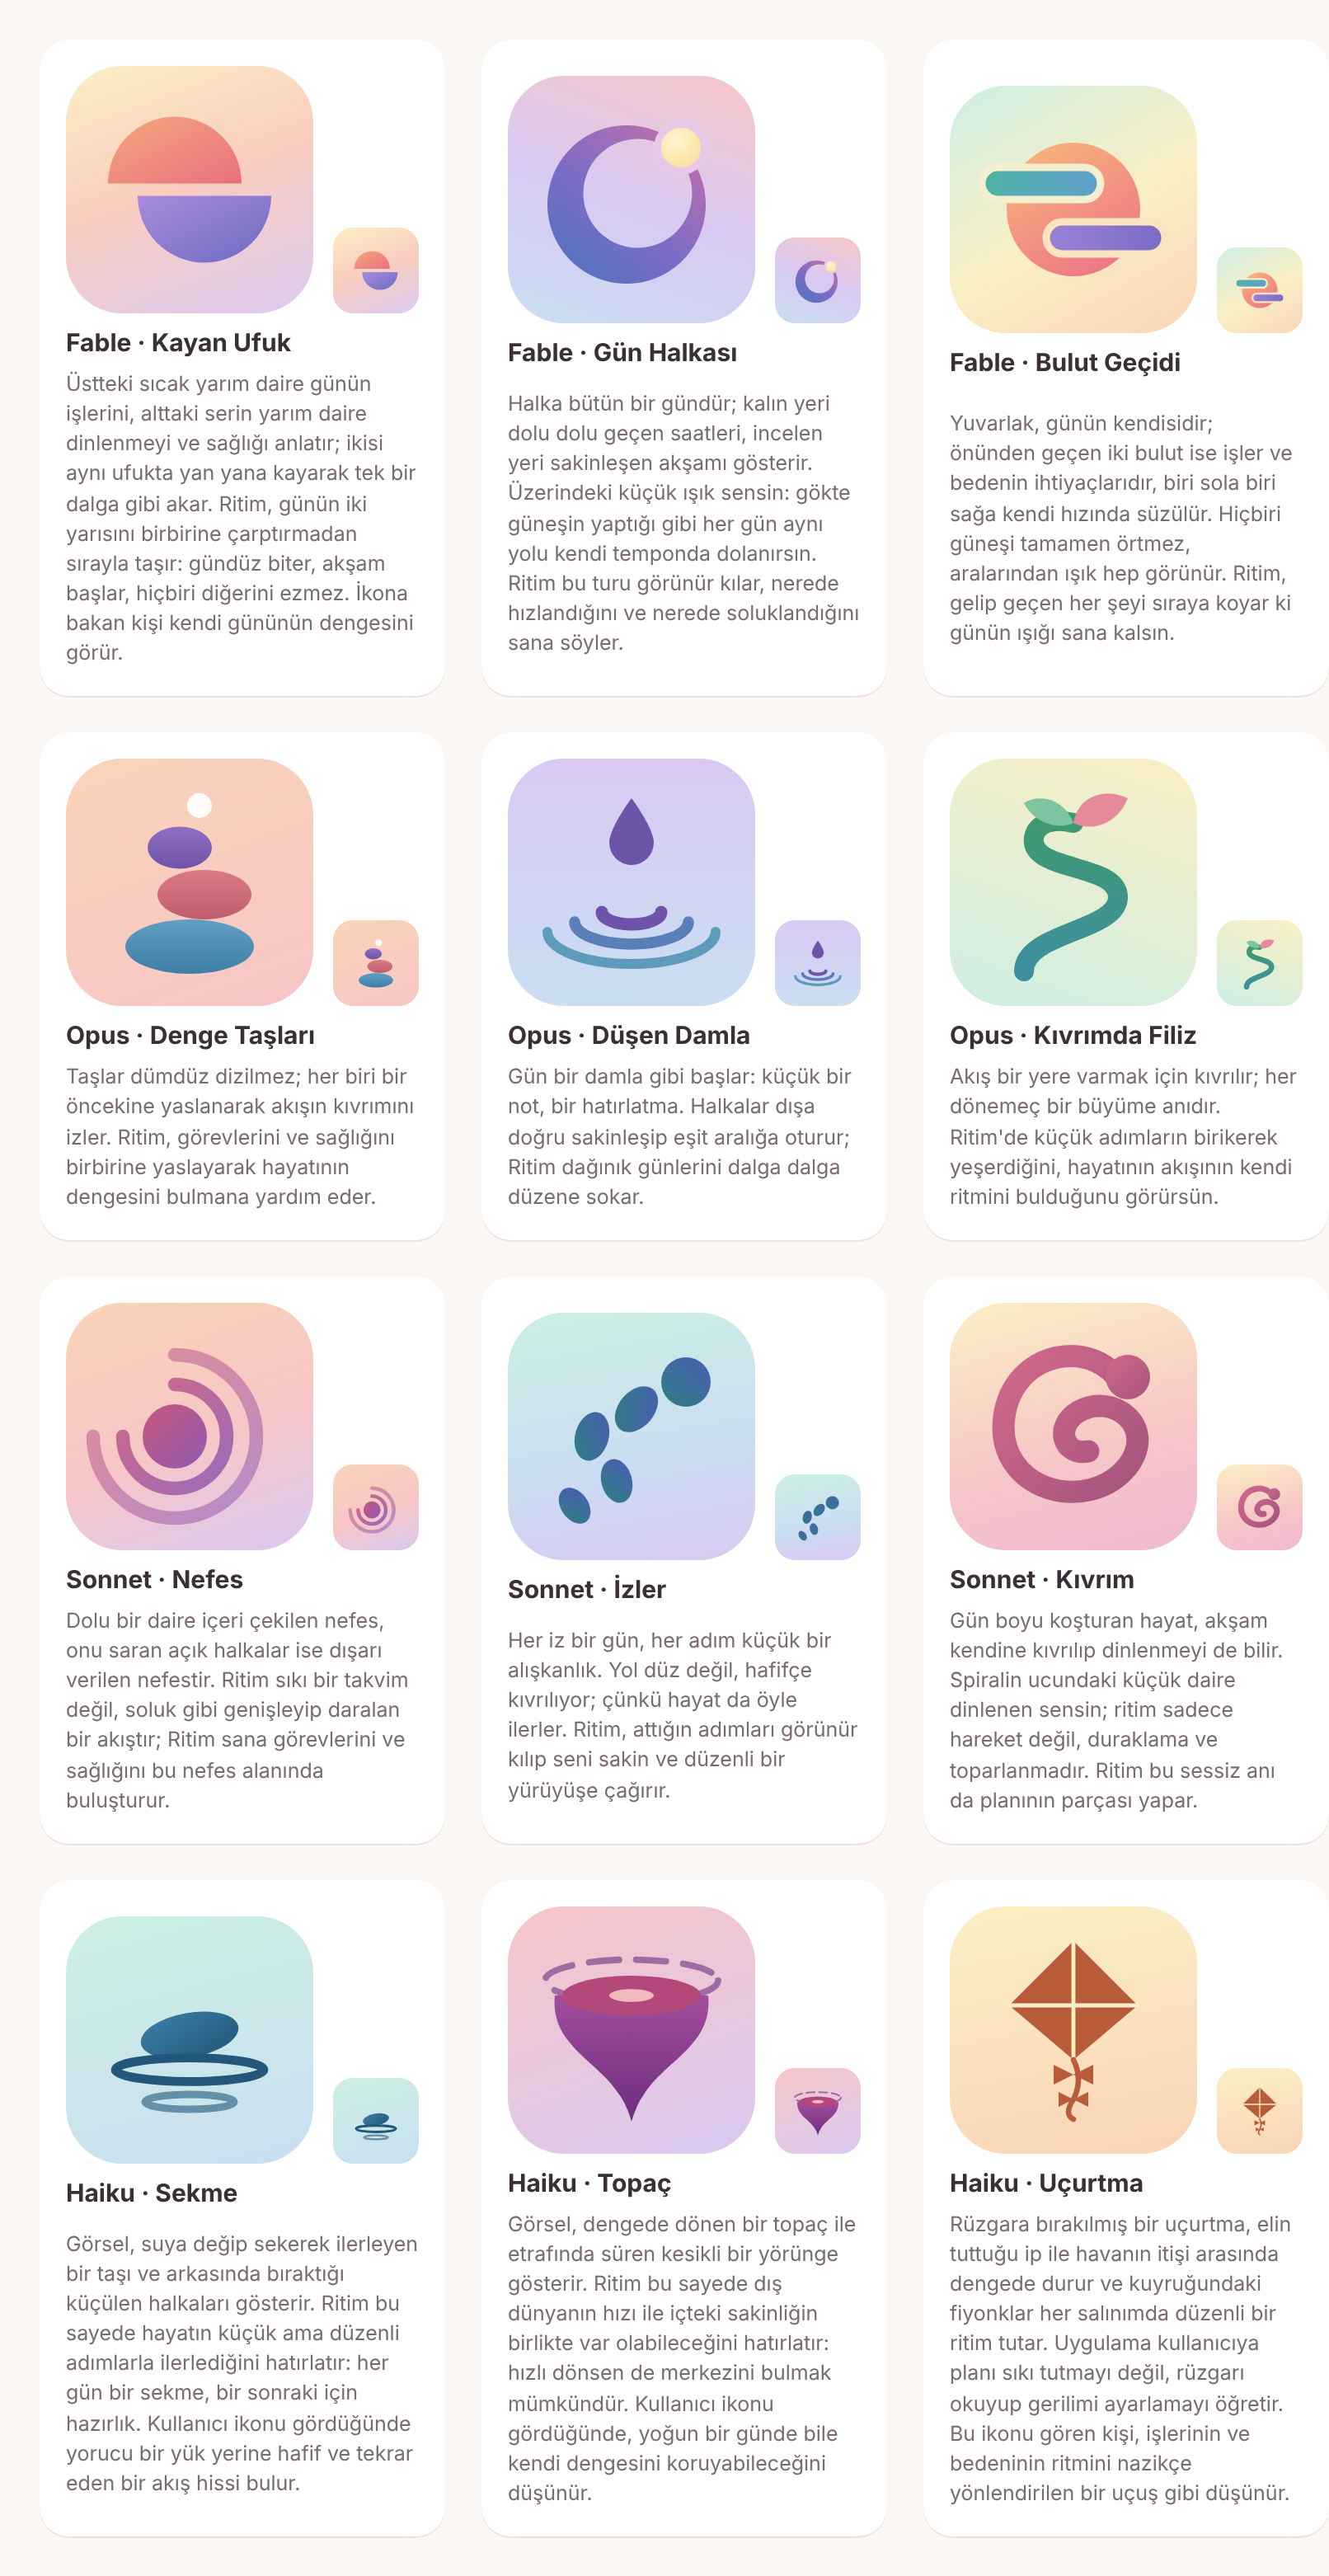 Fable · Kayan Ufuk
Üstteki sıcak yarım daire günün
işlerini, alttaki serin yarım daire
dinlenmeyi ve sağlığı anlatır; ikisi
aynı ufukta yan yana kayarak tek bir
dalga gibi akar. Ritim, günün iki
yarısını birbirine çarptırmadan
sırayla taşır: gündüz biter, akşam
başlar, hiçbiri diğerini ezmez. İkona
bakan kişi kendi gününün dengesini
görür.
Fable · Gün Halkası
Halka bütün bir gündür; kalın yeri
dolu dolu geçen saatleri, incelen
yeri sakinleşen akşamı gösterir.
Üzerindeki küçük ışık sensin: gökte
güneşin yaptığı gibi her gün aynı
yolu kendi temponda dolanırsın.
Ritim bu turu görünür kılar, nerede
hızlandığını ve nerede soluklandığını
sana söyler.
Fable · Bulut Geçidi
Yuvarlak, günün kendisidir;
önünden geçen iki bulut ise işler ve
bedenin ihtiyaçlarıdır, biri sola biri
sağa kendi hızında süzülür. Hiçbiri
güneşi tamamen örtmez,
aralarından ışık hep görünür. Ritim,
gelip geçen her şeyi sıraya koyar ki
günün ışığı sana kalsın.
Opus · Denge Taşları
Taşlar dümdüz dizilmez; her biri bir
öncekine yaslanarak akışın kıvrımını
izler. Ritim, görevlerini ve sağlığını
birbirine yaslayarak hayatının
dengesini bulmana yardım eder.
Opus · Düşen Damla
Gün bir damla gibi başlar: küçük bir
not, bir hatırlatma. Halkalar dışa
doğru sakinleşip eşit aralığa oturur;
Ritim dağınık günlerini dalga dalga
düzene sokar.
Opus · Kıvrımda Filiz
Akış bir yere varmak için kıvrılır; her
dönemeç bir büyüme anıdır.
Ritim'de küçük adımların birikerek
yeşerdiğini, hayatının akışının kendi
ritmini bulduğunu görürsün.
Sonnet · Nefes
Dolu bir daire içeri çekilen nefes,
onu saran açık halkalar ise dışarı
verilen nefestir. Ritim sıkı bir takvim
değil, soluk gibi genişleyip daralan
bir akıştır; Ritim sana görevlerini ve
sağlığını bu nefes alanında
buluşturur.
Sonnet · İzler
Her iz bir gün, her adım küçük bir
alışkanlık. Yol düz değil, hafifçe
kıvrılıyor; çünkü hayat da öyle
ilerler. Ritim, attığın adımları görünür
kılıp seni sakin ve düzenli bir
yürüyüşe çağırır.
Sonnet · Kıvrım
Gün boyu koşturan hayat, akşam
kendine kıvrılıp dinlenmeyi de bilir.
Spiralin ucundaki küçük daire
dinlenen sensin; ritim sadece
hareket değil, duraklama ve
toparlanmadır. Ritim bu sessiz anı
da planının parçası yapar.
Haiku · Sekme
Görsel, suya değip sekerek ilerleyen
bir taşı ve arkasında bıraktığı
küçülen halkaları gösterir. Ritim bu
sayede hayatın küçük ama düzenli
adımlarla ilerlediğini hatırlatır: her
gün bir sekme, bir sonraki için
hazırlık. Kullanıcı ikonu gördüğünde
yorucu bir yük yerine hafif ve tekrar
eden bir akış hissi bulur.
Haiku · Topaç
Görsel, dengede dönen bir topaç ile
etrafında süren kesikli bir yörünge
gösterir. Ritim bu sayede dış
dünyanın hızı ile içteki sakinliğin
birlikte var olabileceğini hatırlatır:
hızlı dönsen de merkezini bulmak
mümkündür. Kullanıcı ikonu
gördüğünde, yoğun bir günde bile
kendi dengesini koruyabileceğini
düşünür.
Haiku · Uçurtma
Rüzgara bırakılmış bir uçurtma, elin
tuttuğu ip ile havanın itişi arasında
dengede durur ve kuyruğundaki
fiyonklar her salınımda düzenli bir
ritim tutar. Uygulama kullanıcıya
planı sıkı tutmayı değil, rüzgarı
okuyup gerilimi ayarlamayı öğretir.
Bu ikonu gören kişi, işlerinin ve
bedeninin ritmini nazikçe
yönlendirilen bir uçuş gibi düşünür.